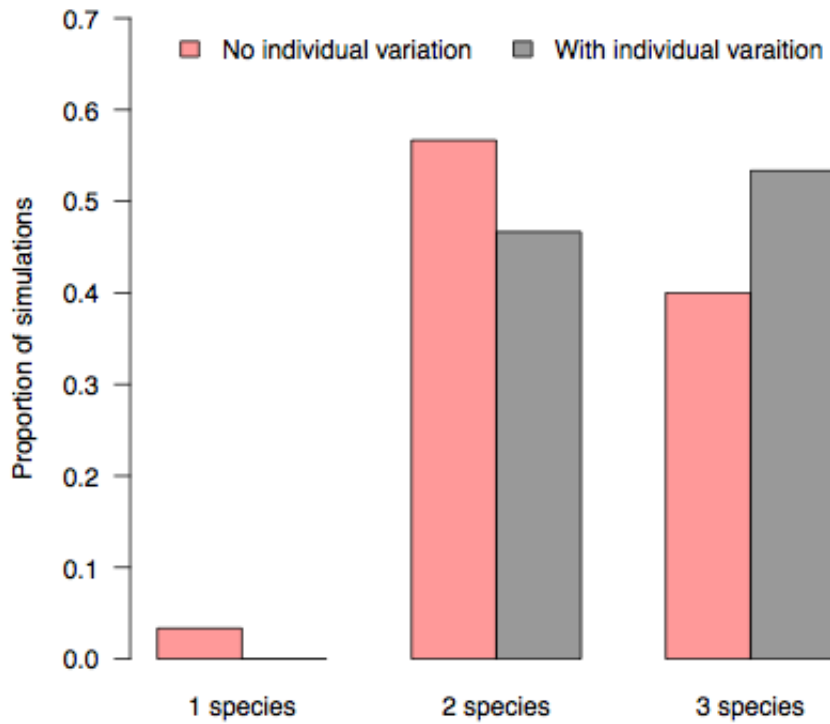 0.7
No individual variation
With individual varaition
0.6
0.5
0.4
0.3
0.2
0.1
0.0
Proportion of simulations
1 species
2 species
3 species